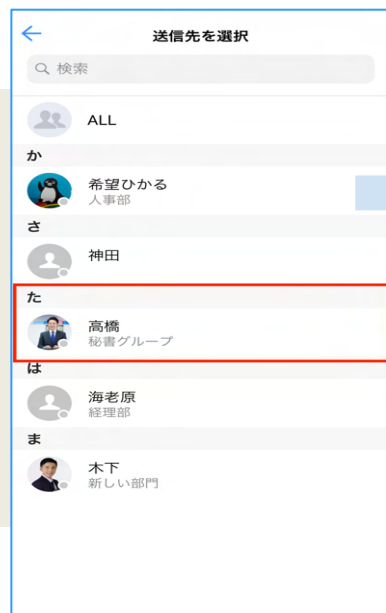 送信先を選択
検索
ALL
か
希望ひかる
人事部
さ
神田
た
高橋
秘書グループ
は
海老原
経理部
ま
木下
新しい部門